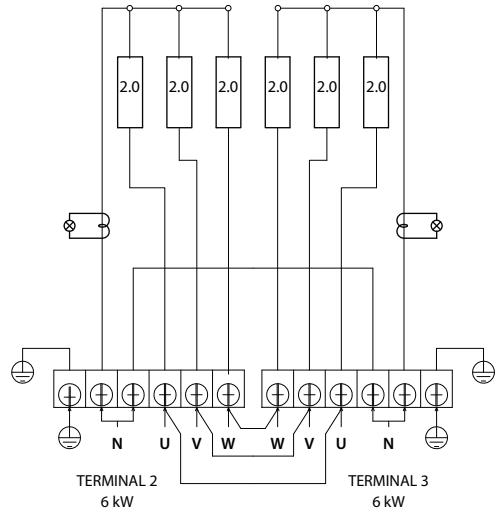 2.0 2.0 2.0 2.0 2.0 2.0
N U V W W V U N
TERMINAL 2
6 kW
TERMINAL 3
6 kW